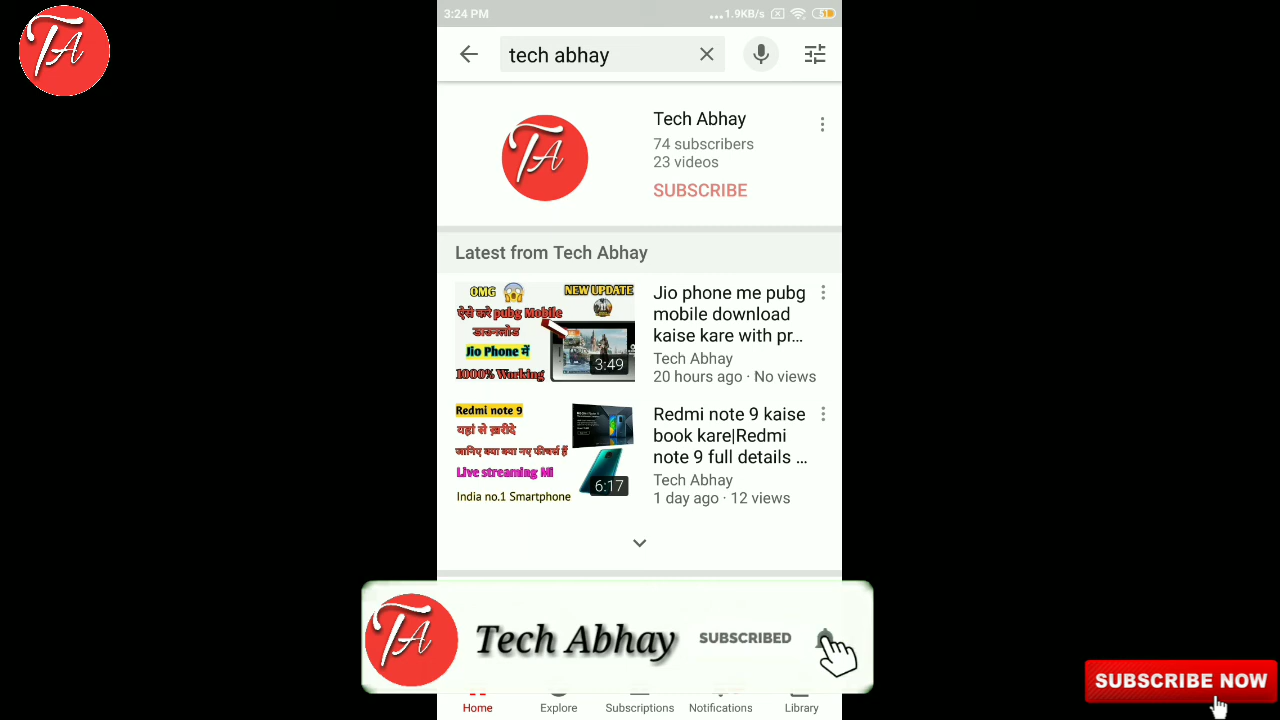 3:24 PM
...1.9KB/s
51
TA
tech abhay
TA
Tech Abhay
74 subscribers
23 videos
SUBSCRIBE
Latest from Tech Abhay
OMG
NEW UPDATE
ऐसे करे pubg Mobile
डाउनलोड
Jio Phone में
1000% Working
3:49
Jio phone me pubg
mobile download
kaise kare with pr...
Tech Abhay
20 hours ago · No views
Redmi note 9
यहां से ख़रीदे
जानिए क्या क्या नए फीचर्स हैं
Live streaming Mi
India no.1 Smartphone
6:17
Redmi note 9 kaise
book kare|Redmi
note 9 full details ...
Tech Abhay
1 day ago · 12 views
TA
Tech Abhay
SUBSCRIBED
SUBSCRIBE NOW
Home
Explore
Subscriptions
Notifications
Library